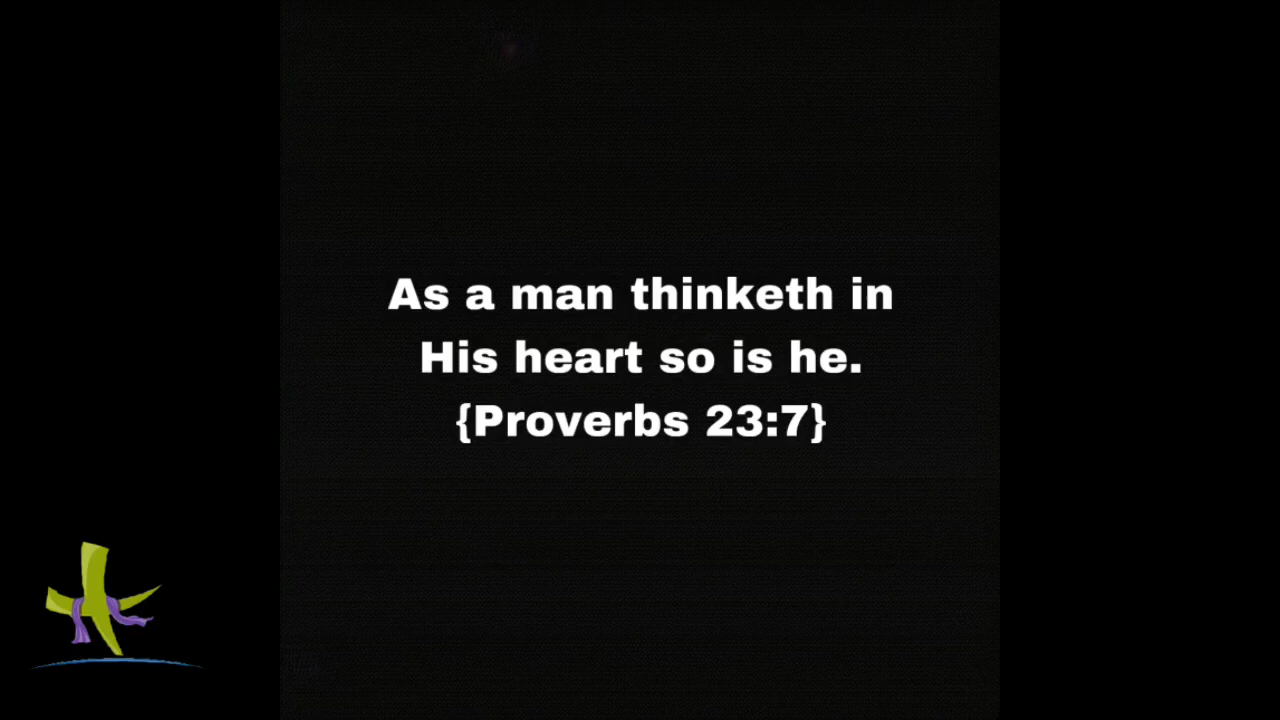 As a man thinketh in
His heart so is he.
{Proverbs 23:7}